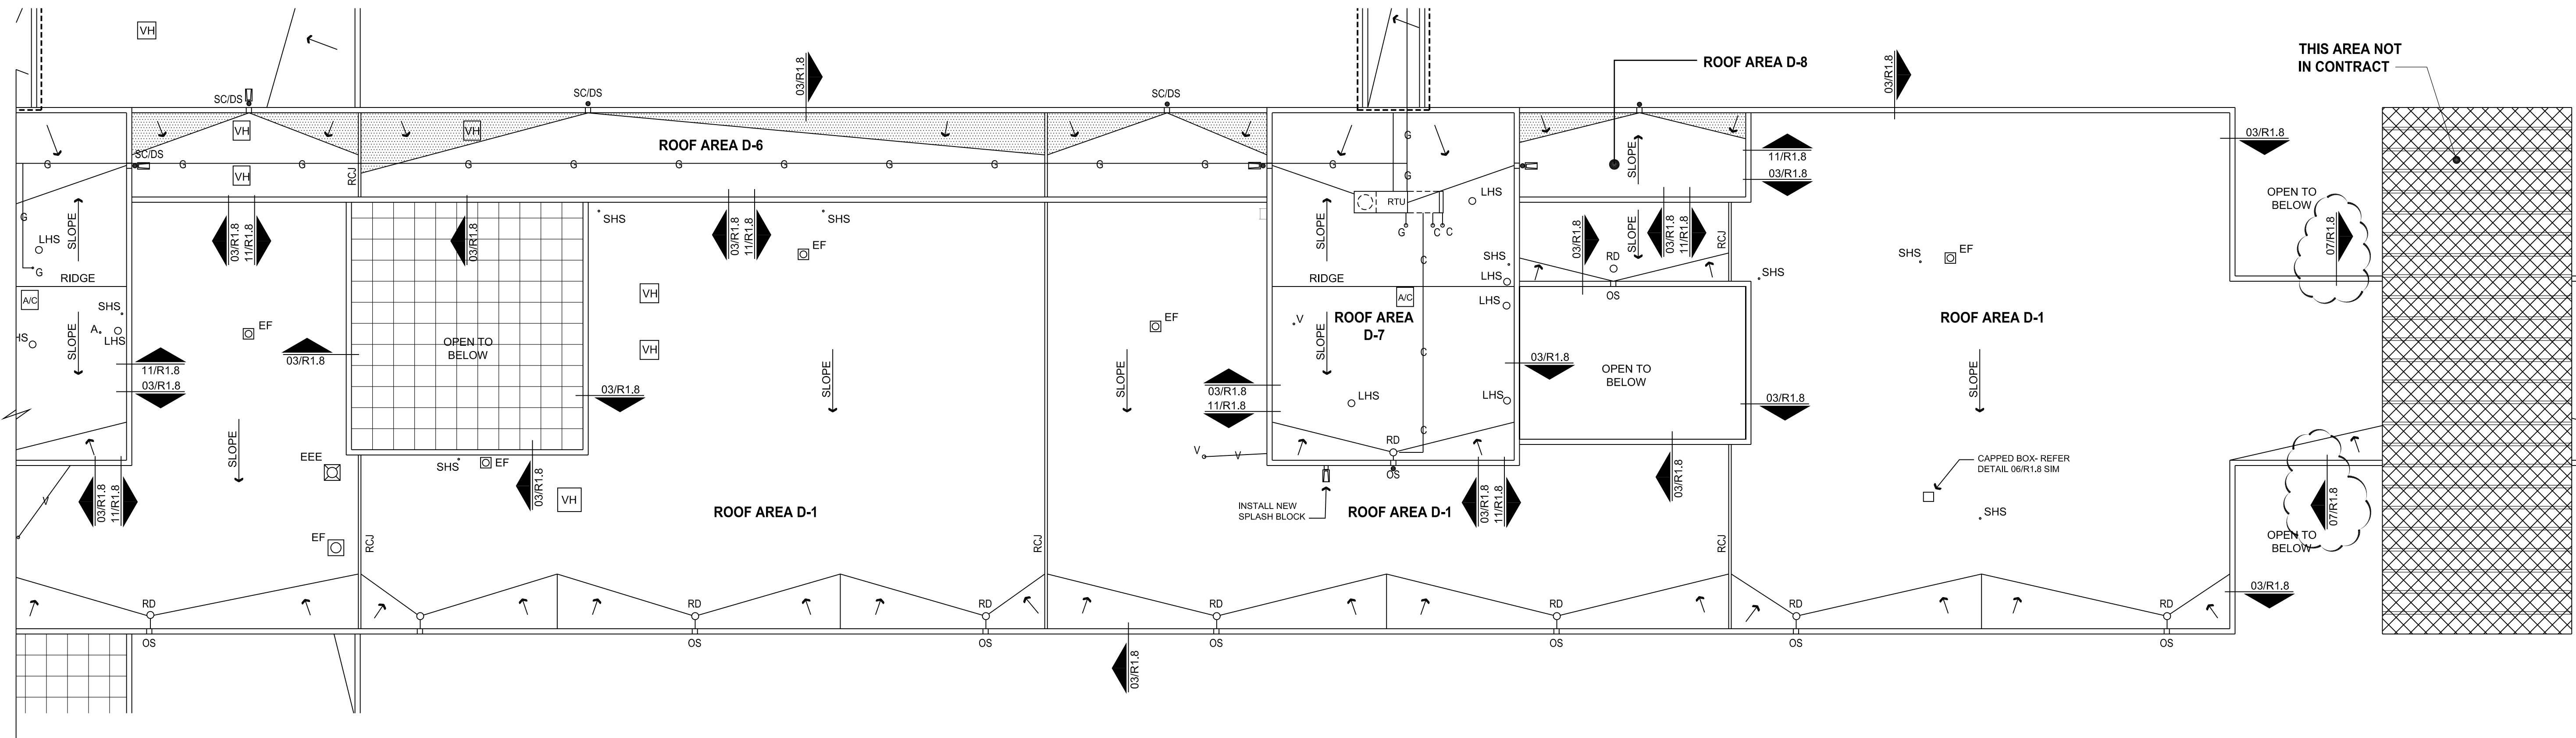 VH
03/R1.8
ROOF AREA D-8
03/R1.8
THIS AREA NOT
IN CONTRACT
SC/DS
SC/DS
SC/DS
VH
VH
ROOF AREA D-6
G
SLOPE
11/R1.8
03/R1.8
03/R1.8
SC/DS
G
G
G
G
G
G
G
G
G
G
G
G
G
VH
RCJ
RTU
LHS
OPEN TO
BELOW
G
LHS
SLOPE
03/R1.8
11/R1.8
03/R1.8
SHS
03/R1.8
11/R1.8
SHS
EF
SLOPE
G
C
C
03/R1.8
SLOPE
03/R1.8
11/R1.8
RCJ
07/R1.8
G
RIDGE
C
SHS
RD
SHS
EF
SHS
RIDGE
LHS
A/C
SHS
VH
A/C
LHS
OS
A
LHS
HS
SLOPE
EF
03/R1.8
OPEN TO
BELOW
VH
EF
V
SLOPE
ROOF AREA
D-7
C
ROOF AREA D-1
11/R1.8
03/R1.8
03/R1.8
SLOPE
SLOPE
03/R1.8
11/R1.8
LHS
03/R1.8
LHS
OPEN TO
BELOW
03/R1.8
SLOPE
SLOPE
EEE
SHS
EF
03/R1.8
V
V
C
RD
OS
03/R1.8
CAPPED BOX- REFER
DETAIL 06/R1.8 SIM
03/R1.8
11/R1.8
V
VH
ROOF AREA D-1
INSTALL NEW
SPLASH BLOCK
ROOF AREA D-1
03/R1.8
11/R1.8
SHS
07/R1.8
EF
RCJ
RCJ
RCJ
OPEN TO
BELOW
03/R1.8
RD
RD
RD
RD
RD
RD
RD
OS
OS
OS
OS
OS
OS
OS
03/R1.8